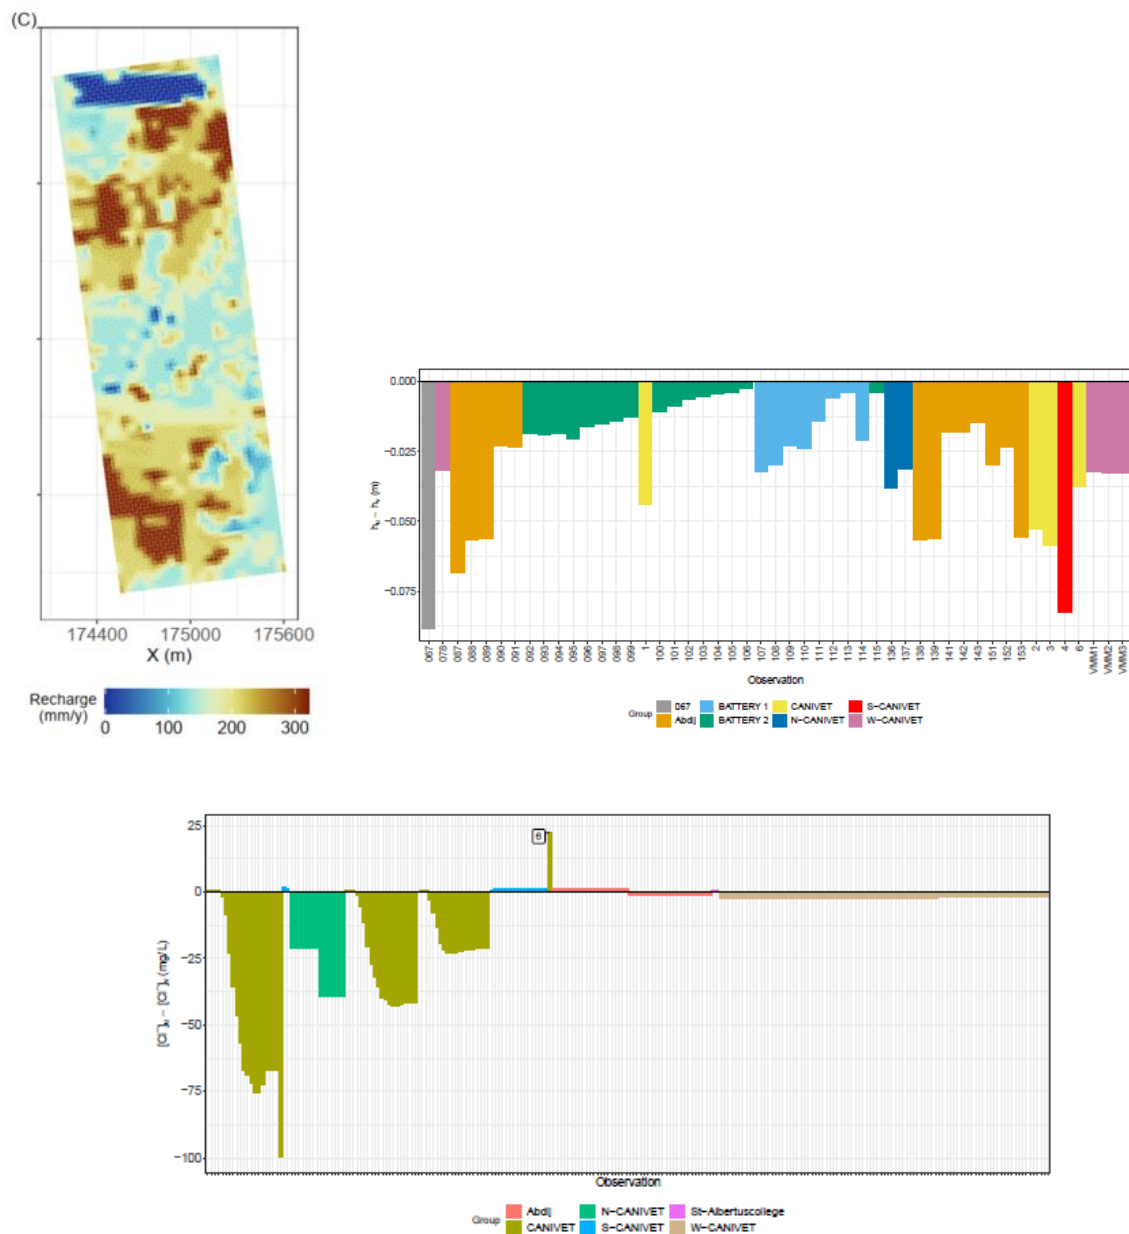 (C)
174400 175000 175600
X (m)
Recharge
(mm/y)
0 100 200 300
0.000
−0.025
−0.050
−0.075
067 078 087 088 089 090 091 092 093 094 095 096 097 098 099 1 100 101 102 103 104 105 106 107 108 109 110 111 112 113 114 115 136 137 138 139 141 142 143 151 152 153 2 3 4 6 VMM1 VMM2 VMM3
Observation
Group
067 BATTERY 1 CANIVET S−CANIVET
Abdij BATTERY 2 N−CANIVET W−CANIVET
25
0
−25
−50
−75
−100
6
Observation
Group
Abdij N−CANIVET St−Albertuscollege
CANIVET S−CANIVET W−CANIVET